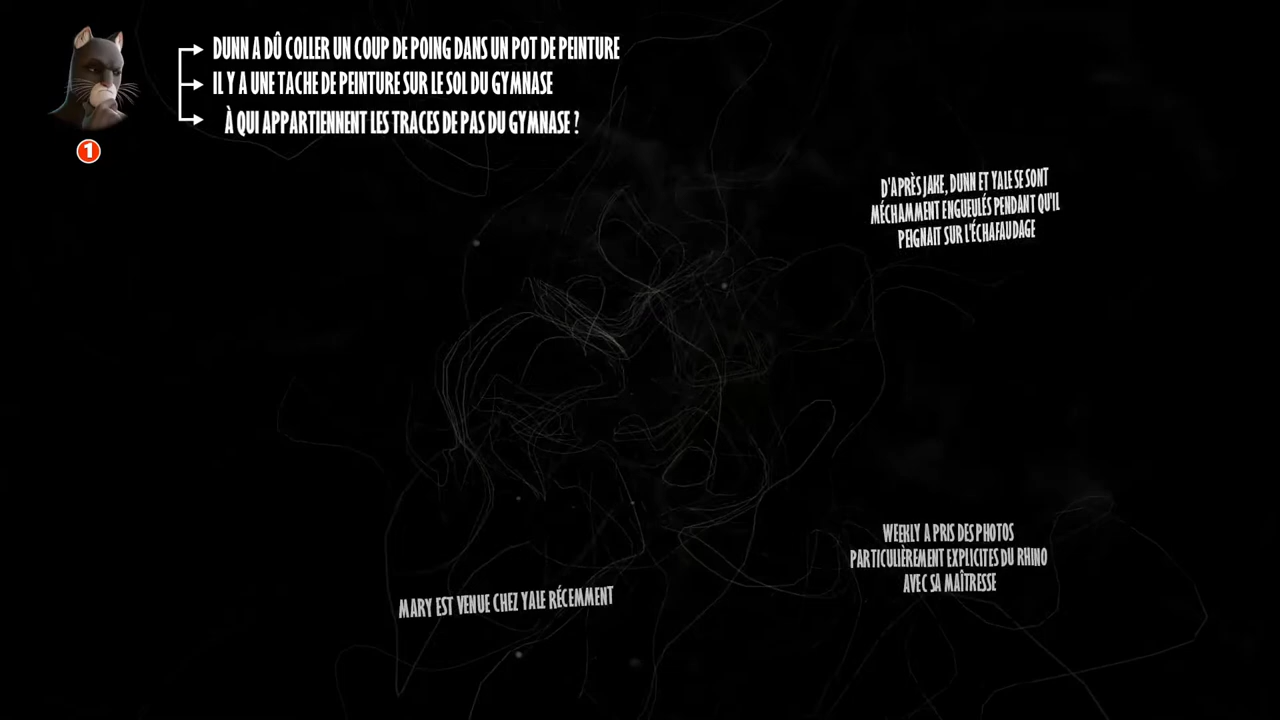 DUNN A DÛ COLLER UN COUP DE POING DANS UN POT DE PEINTURE
IL Y A UNE TACHE DE PEINTURE SUR LE SOL DU GYMNASE
À QUI APPARTIENNENT LES TRACES DE PAS DU GYMNASE ?
1
D'APRÈS JAKE, DUNN ET YALE SE SONT
MÉCHAMMENT ENGUEULÉS PENDANT QU'IL
PEIGNAIT SUR L'ÉCHAFAUDAGE
WEEKLY A PRIS DES PHOTOS
PARTICULIÈREMENT EXPLICITES DU RHINO
AVEC SA MAÎTRESSE
MARY EST VENUE CHEZ YALE RÉCEMMENT